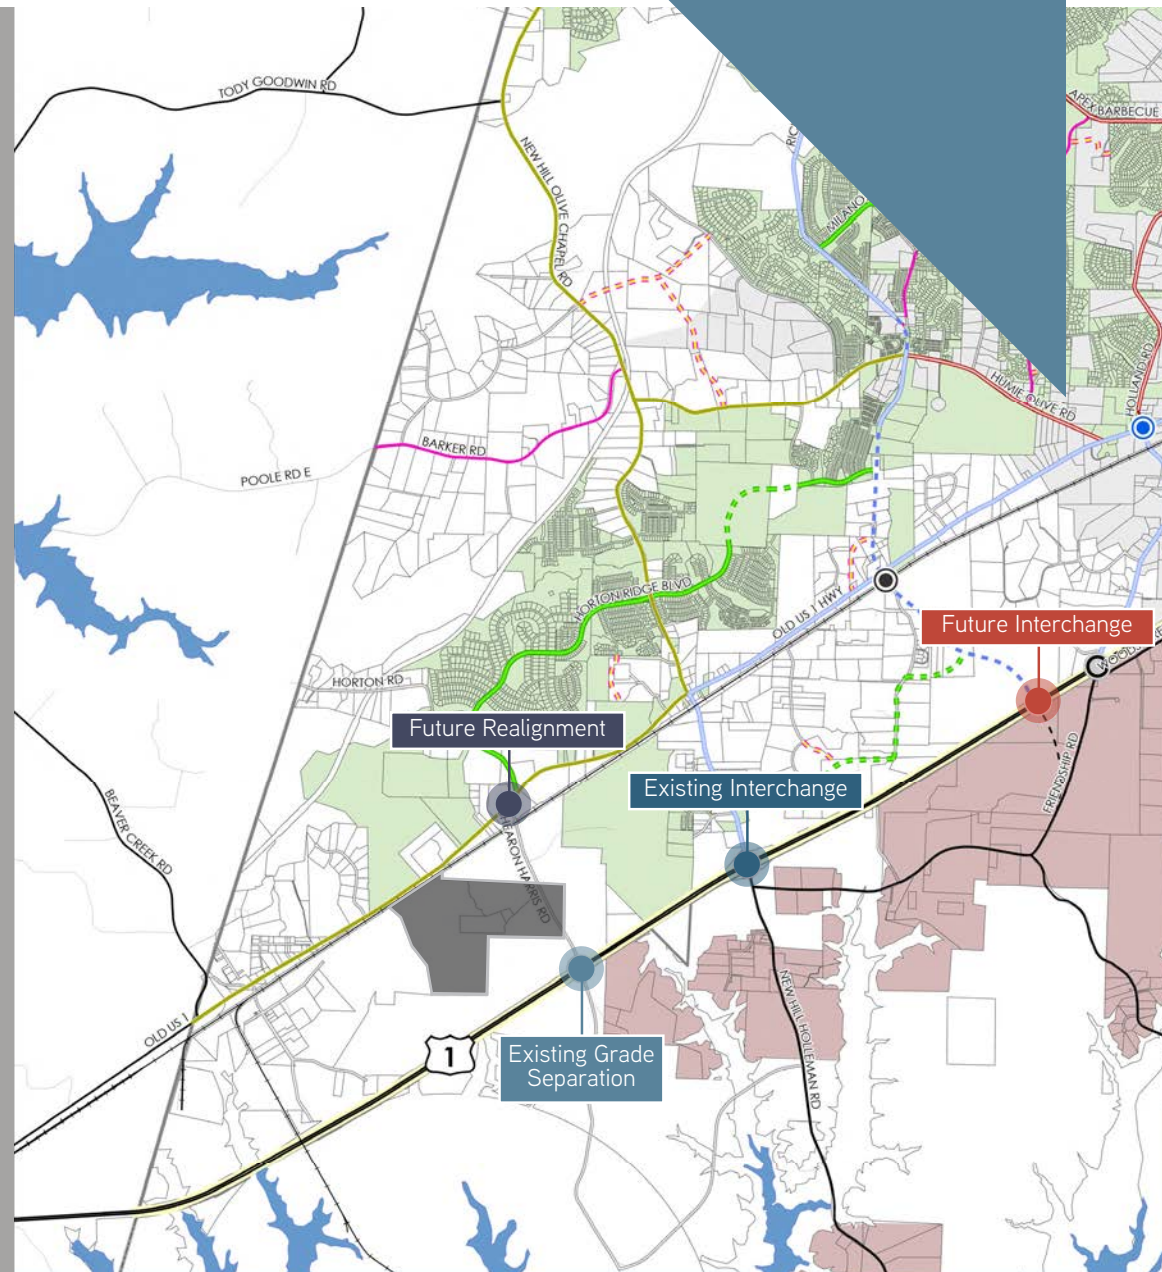 TODY GOODWIN RD
APEX BARBECUE
RIC
NEW HILL OLIVE CHAPEL RD
MILANO
HOLLAND RD
HUMIE OLIVE RD
BARKER RD
POOLE RD E
HORTON RIDGE BLVD
OLD US 1 HWY
Future Interchange
HORTON RD
Future Realignment
FRIENDSHIP RD
Existing Interchange
BEAVER CREEK RD
HEARON HARRIS RD
NEW HILL HOLLEMAN RD
OLD US 1
1
Existing Grade
Separation